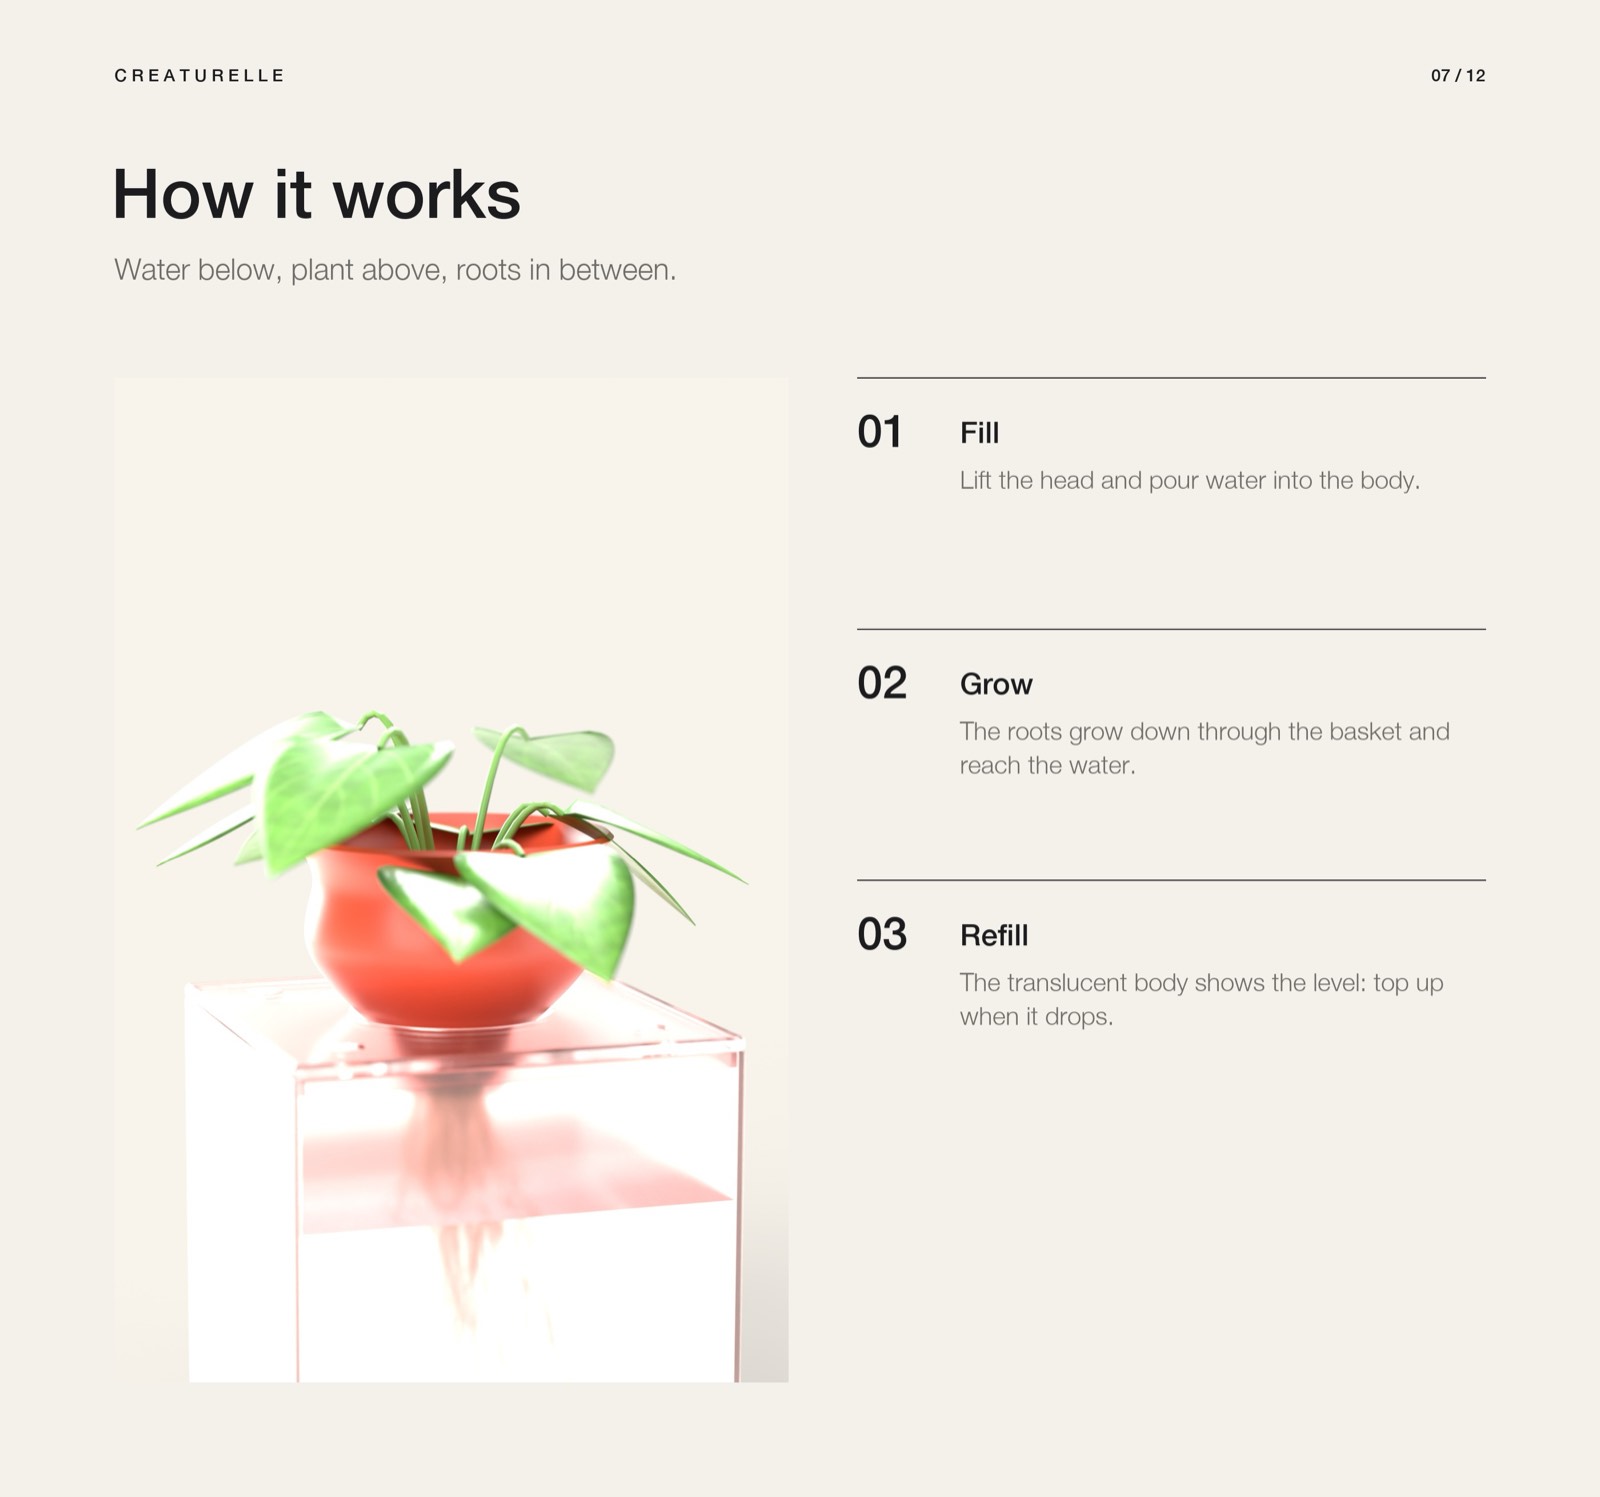 CREATURELLE
07 / 12
How it works
Water below, plant above, roots in between.
01
Fill
Lift the head and pour water into the body.
02
Grow
The roots grow down through the basket and
reach the water.
03
Refill
The translucent body shows the level: top up
when it drops.